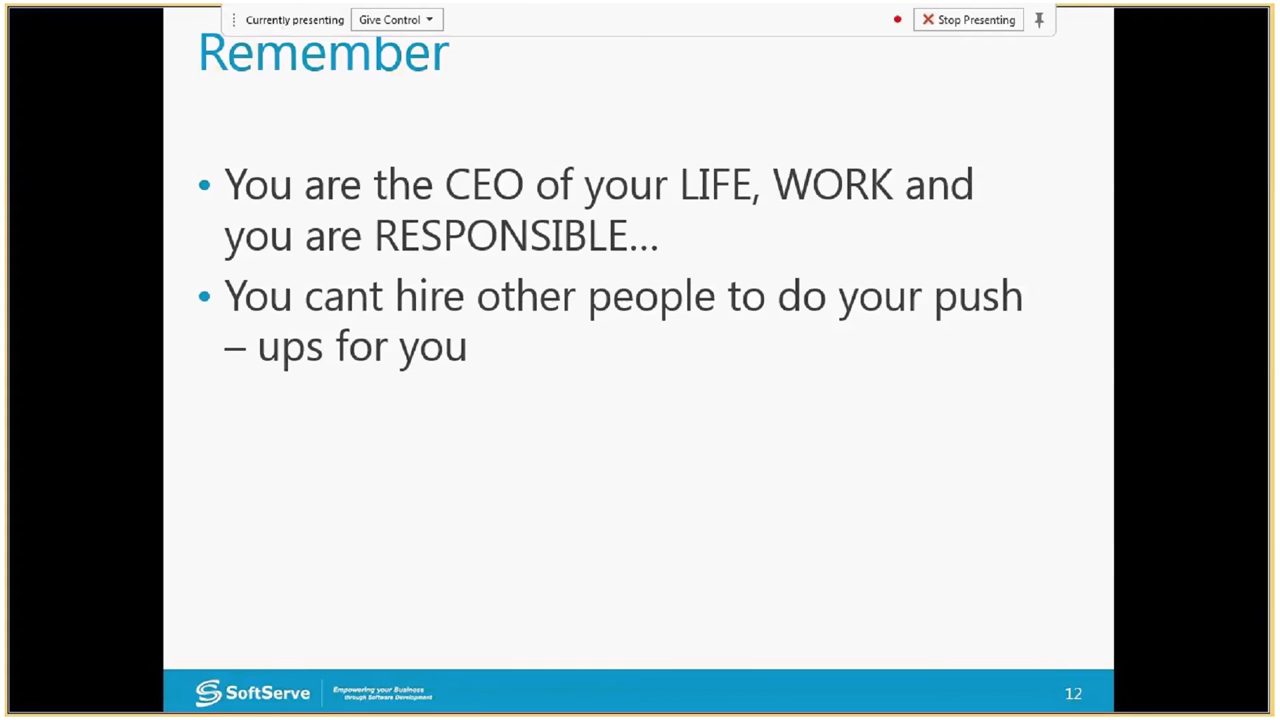 Currently presenting Give Control Stop Presenting
Remember
• You are the CEO of your LIFE, WORK and
you are RESPONSIBLE...
• You cant hire other people to do your push
– ups for you
SoftServe
Empowering your Business
through Software Development
12